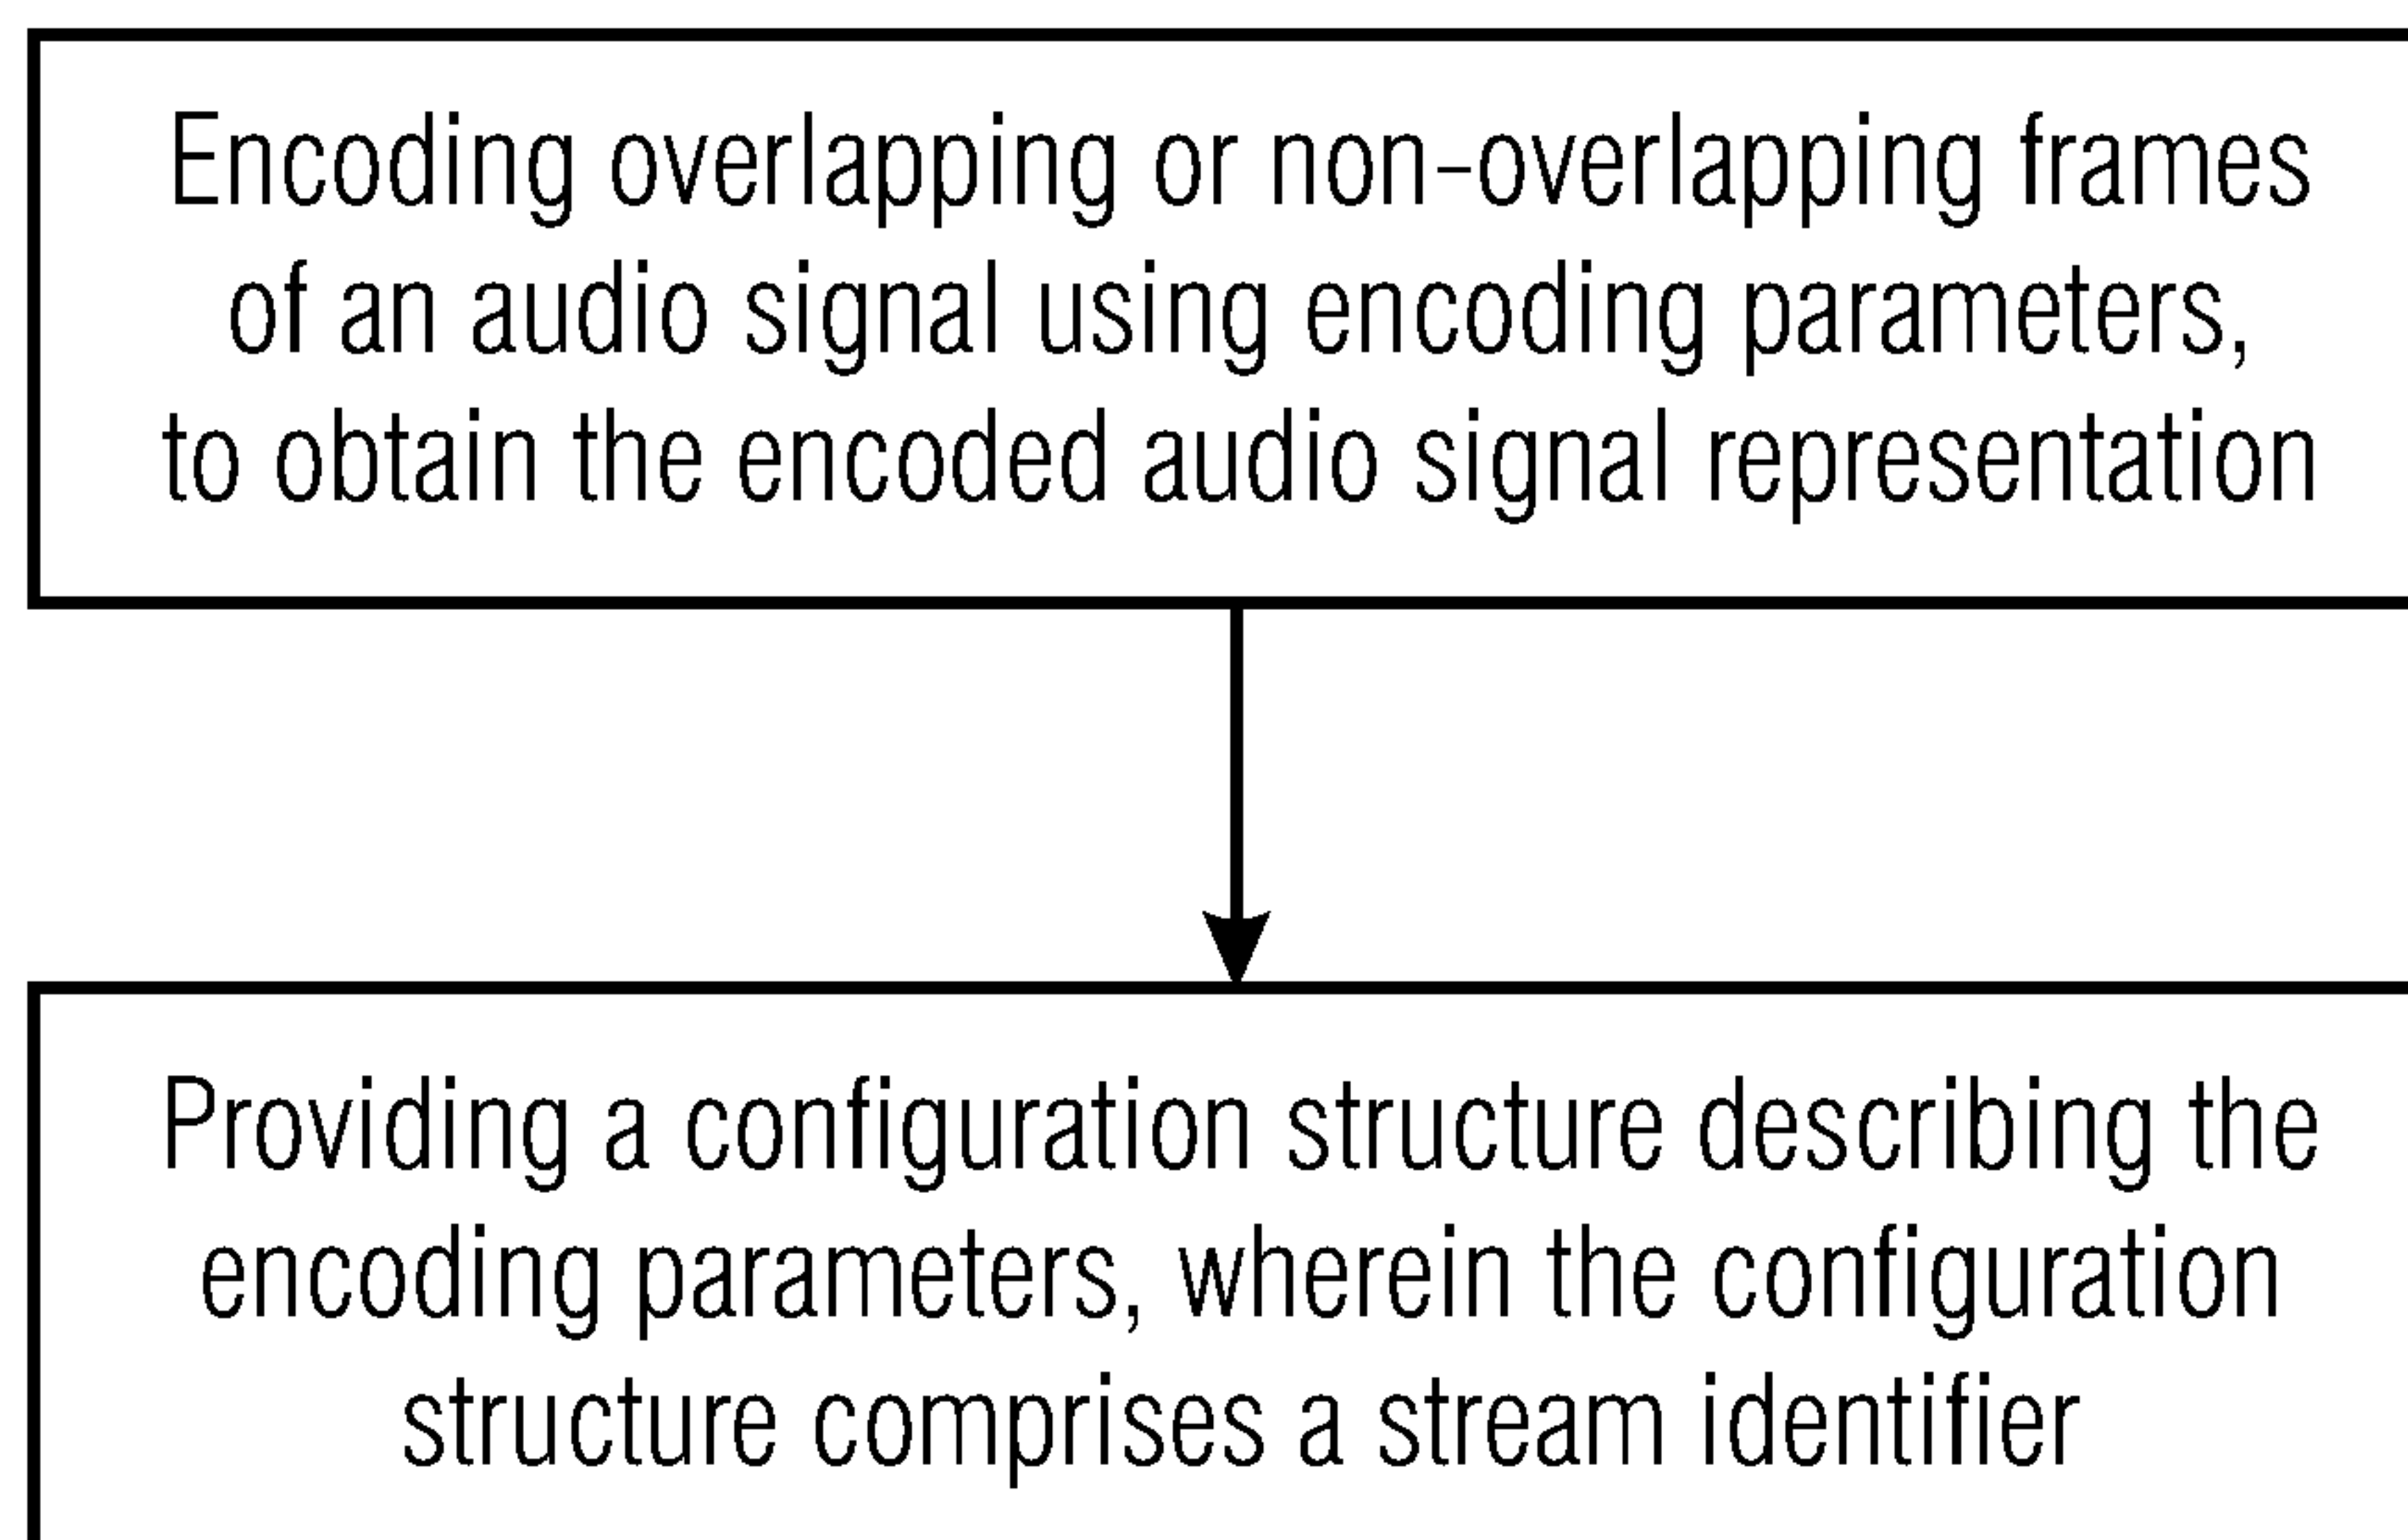 Encoding overlapping or non-overlapping frames
of an audio signal using encoding parameters,
to obtain the encoded audio signal representation
Providing a configuration structure describing the
encoding parameters, wherein the configuration
structure comprises a stream identifier